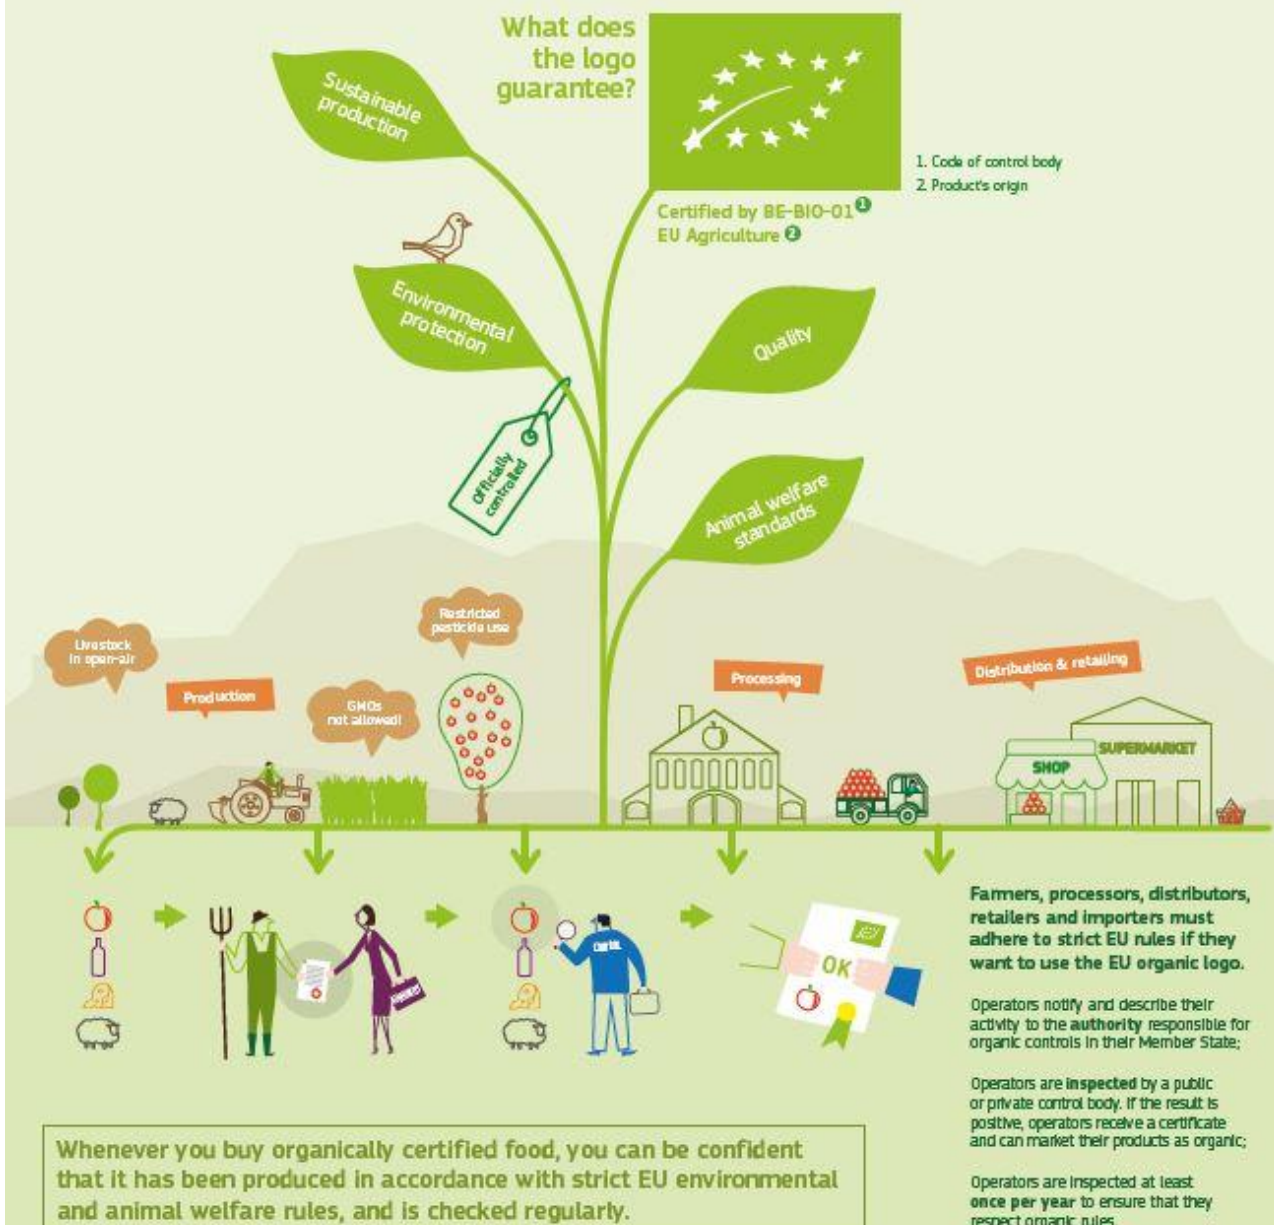 What does
the logo
guarantee?
Sustainable
production
1. Code of control body
2. Product's origin
Certified by BE-BIO-01 1
EU Agriculture 2
Environmental
protection
Quality
Officially
controlled
Animal welfare
standards
Restricted
pesticide use
Livestock
in open-air
Production
GMOs
not allowed!
Processing
Distribution & retailing
SHOP
SUPERMARKET
OK
Farmers, processors, distributors,
retailers and importers must
adhere to strict EU rules if they
want to use the EU organic logo.
Operators notify and describe their
activity to the authority responsible for
organic controls in their Member State;
Operators are inspected by a public
or private control body. If the result is
positive, operators receive a certificate
and can market their products as organic;
Operators are inspected at least
once per year to ensure that they
respect organic rules.
Whenever you buy organically certified food, you can be confident
that it has been produced in accordance with strict EU environmental
and animal welfare rules, and is checked regularly.